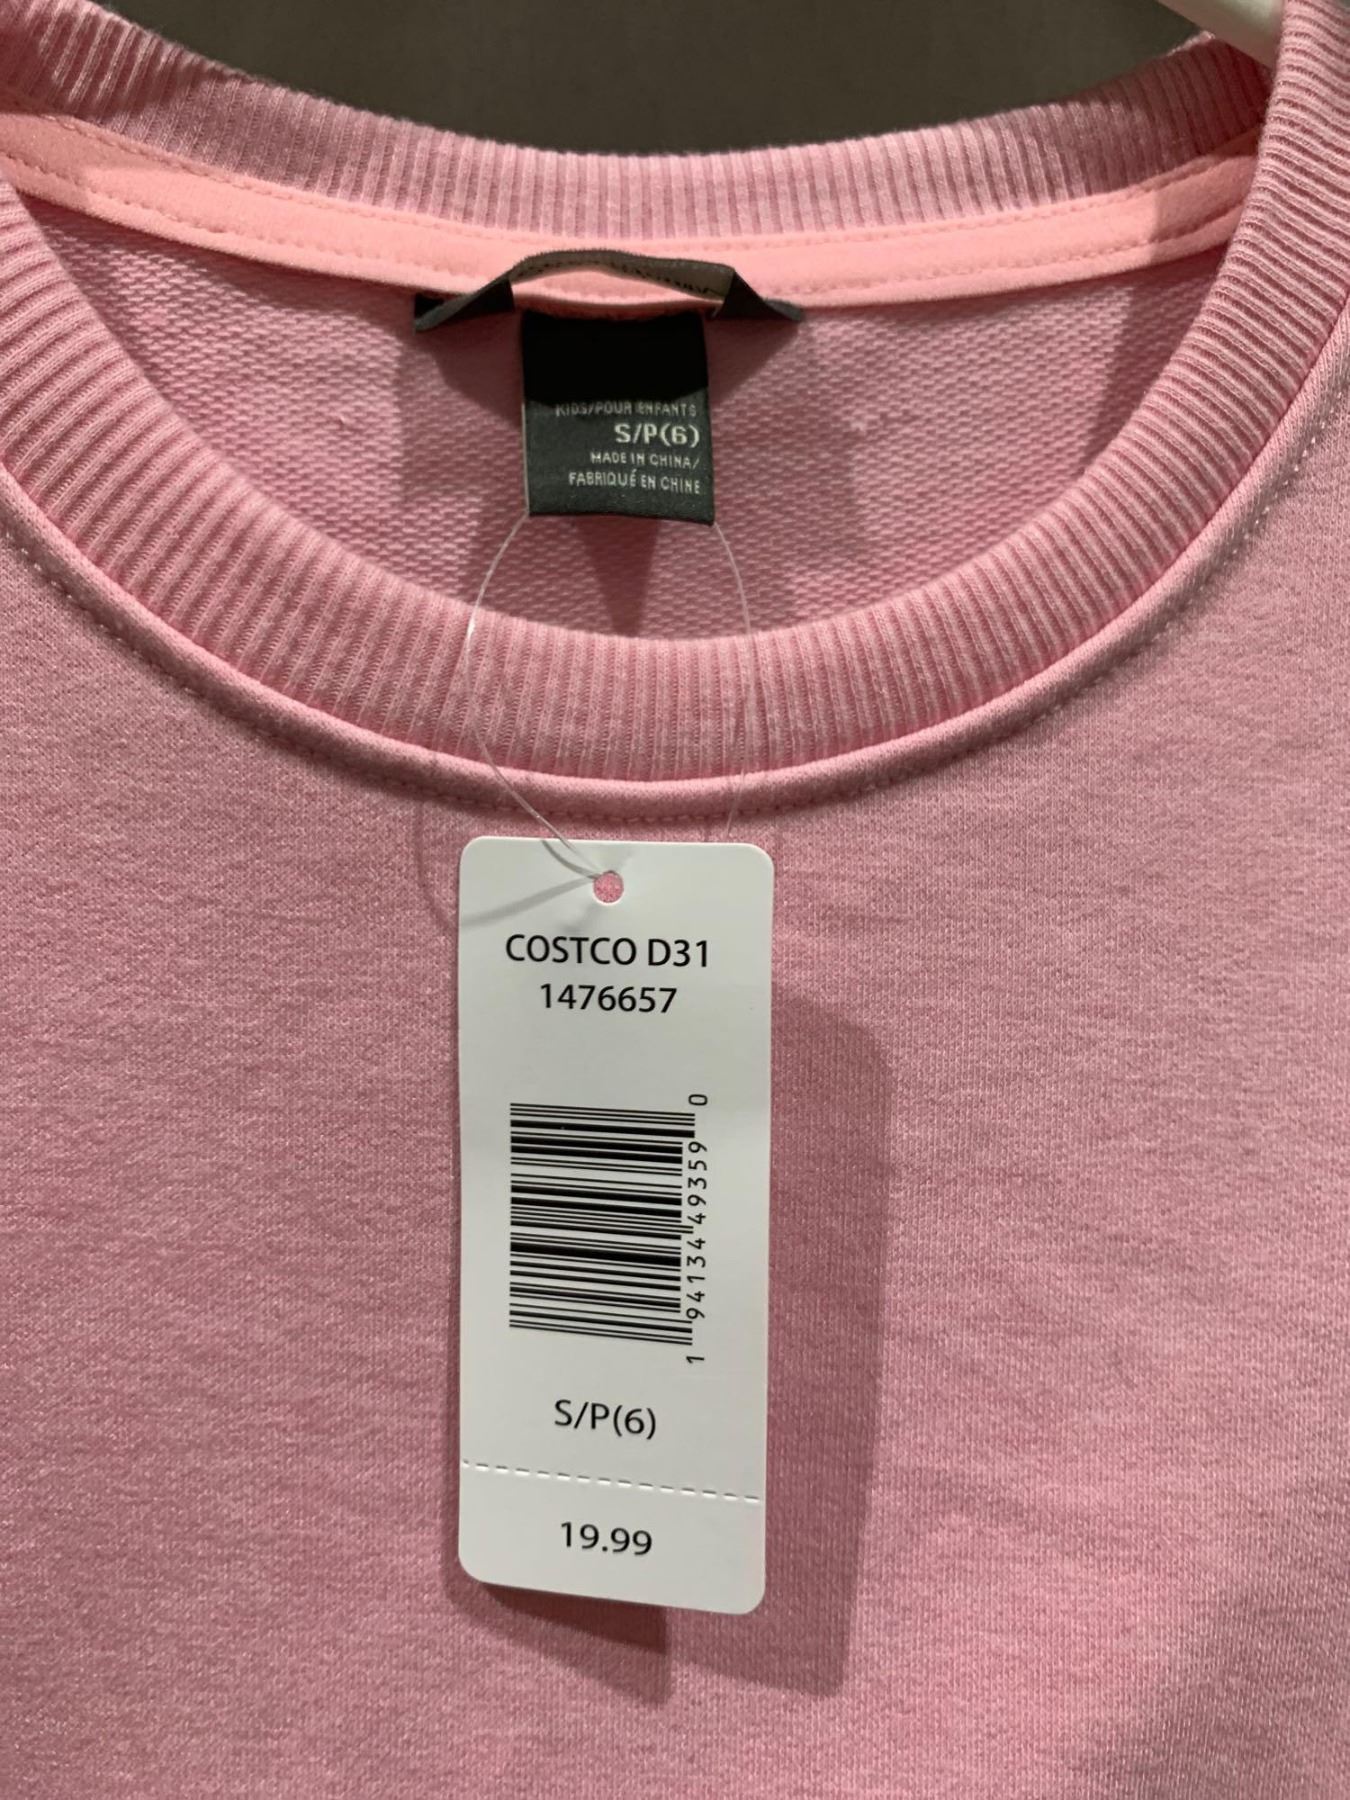 KIDS/POUR ENFANTS
S/P(6)
MADE IN CHINA/
FABRIQUÉ EN CHINE
COSTCO D31
1476657
1 94134 49359 0
S/P(6)
19.99